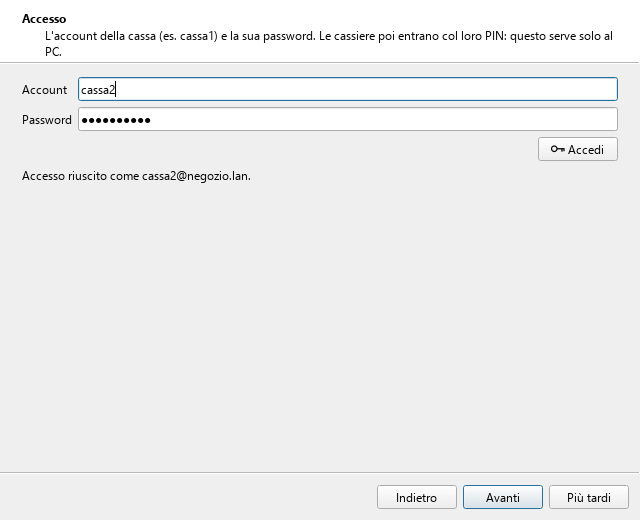 Accesso
L'account della cassa (es. cassa1) e la sua password. Le cassiere poi entrano col loro PIN: questo serve solo al
PC.
Account cassa2
Password ●●●●●●●●●●
Accedi
Accesso riuscito come cassa2@negozio.lan.
Indietro Avanti Più tardi